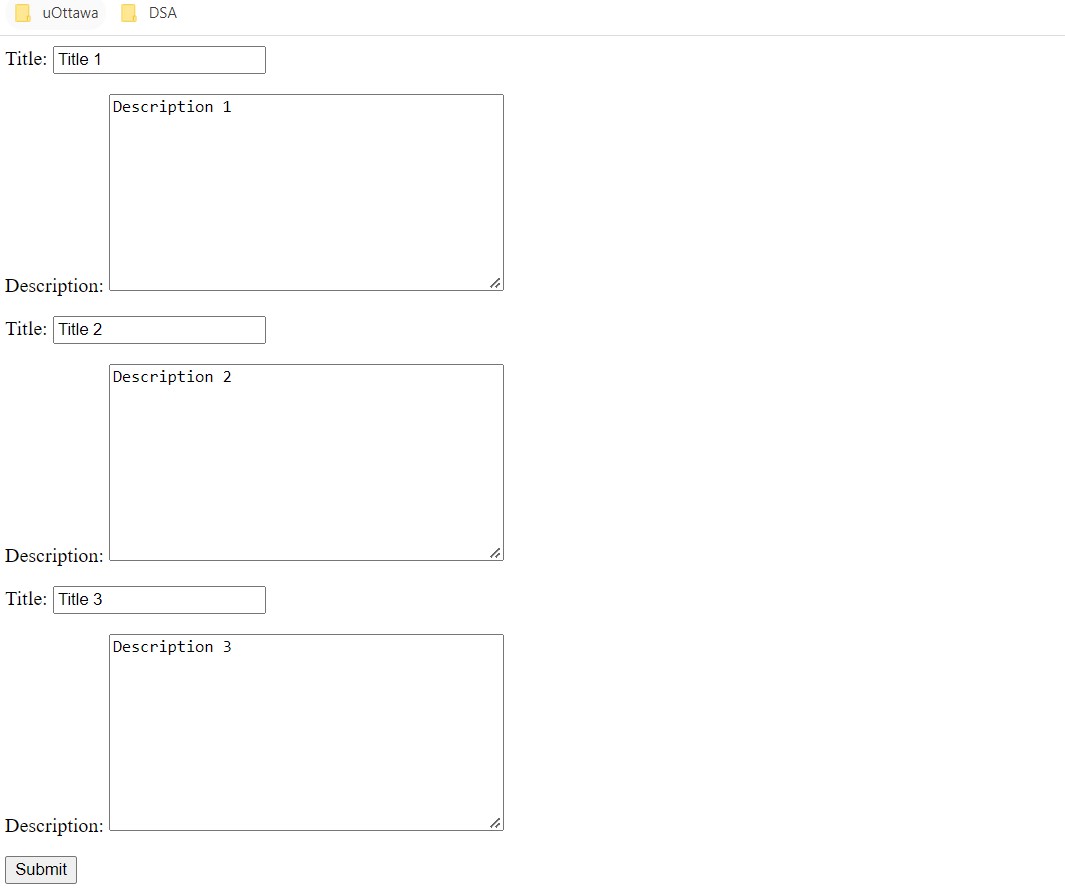 uOttawa DSA
Title: Title 1
Description 1
Description:
Title: Title 2
Description 2
Description:
Title: Title 3
Description 3
Description:
Submit